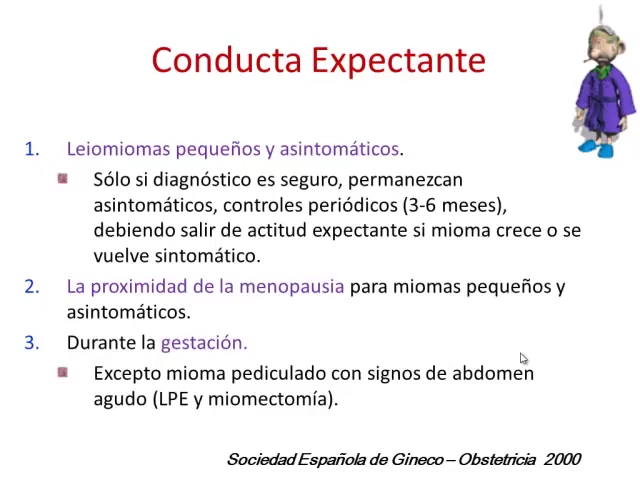 Conducta Expectante
1. Leiomiomas pequeños y asintomáticos.
Sólo si diagnóstico es seguro, permanezcan
asintomáticos, controles periódicos (3-6 meses),
debiendo salir de actitud expectante si mioma crece o se
vuelve sintomático.
2. La proximidad de la menopausia para miomas pequeños y
asintomáticos.
3. Durante la gestación.
Excepto mioma pediculado con signos de abdomen
agudo (LPE y miomectomía).
Sociedad Española de Gineco – Obstetricia 2000